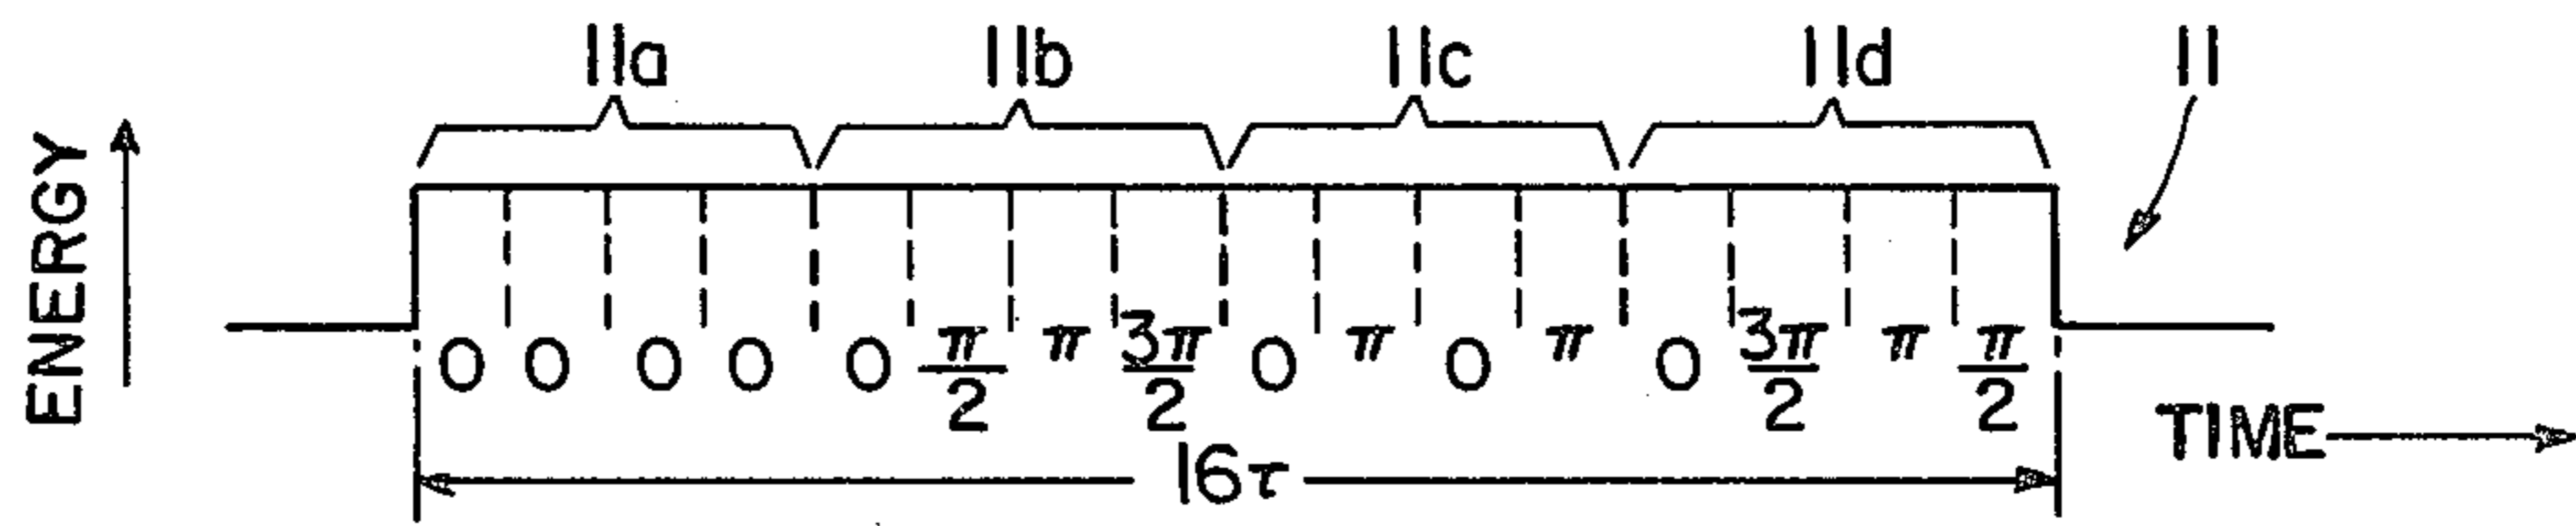 11a 11b 11c 11d 11
ENERGY
0 0 0 0 0 π/2 π 3π/2 0 π 0 π 0 3π/2 π π/2
TIME
16τ